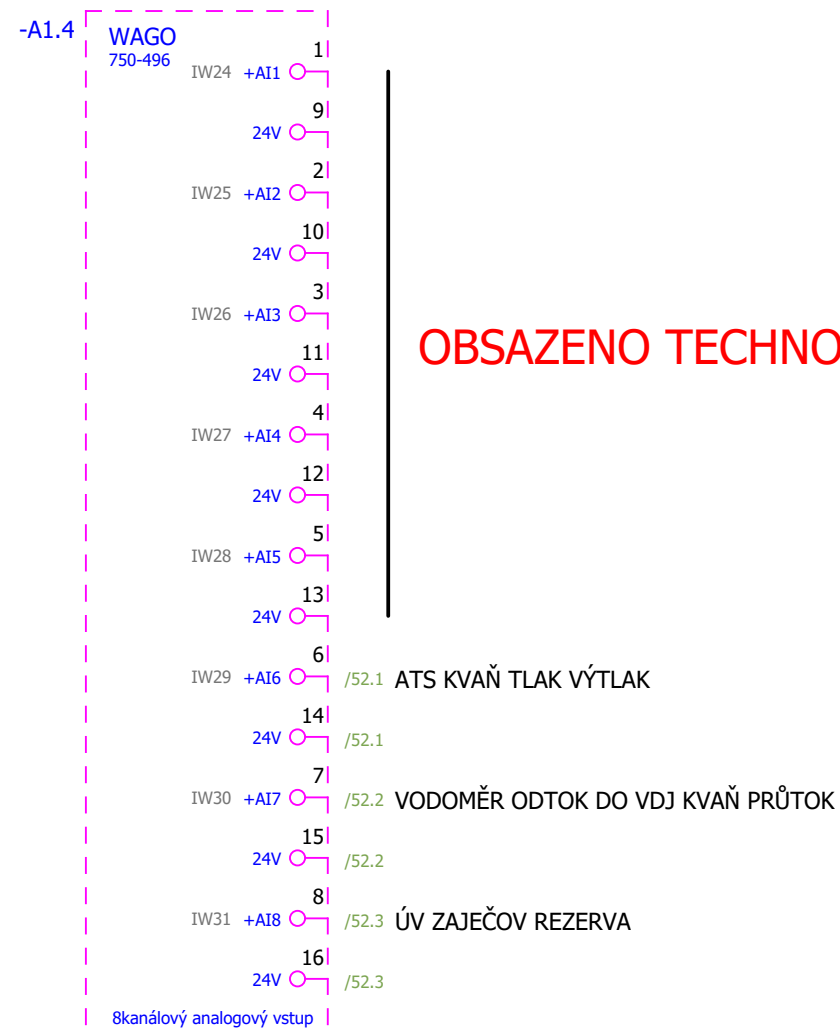 -A1.4
WAGO
750-496
1
IW24 +AI1
9
24V
2
IW25 +AI2
10
24V
3
IW26 +AI3
11
24V
OBSAZENO TECHNO
4
IW27 +AI4
12
24V
5
IW28 +AI5
13
24V
6
IW29 +AI6 /52.1 ATS KVAŇ TLAK VÝTLAK
14
24V /52.1
7
IW30 +AI7 /52.2 VODOMĚR ODTOK DO VDJ KVAŇ PRŮTOK
15
24V /52.2
8
IW31 +AI8 /52.3 ÚV ZAJEČOV REZERVA
16
24V /52.3
8kanálový analogový vstup